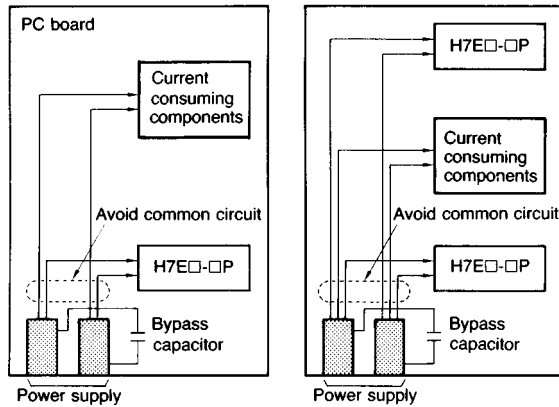 PC board
Current
consuming
components
Avoid common circuit
H7E□-□P
Bypass
capacitor
Power supply
H7E□-□P
Current
consuming
components
Avoid common circuit
H7E□-□P
Bypass
capacitor
Power supply